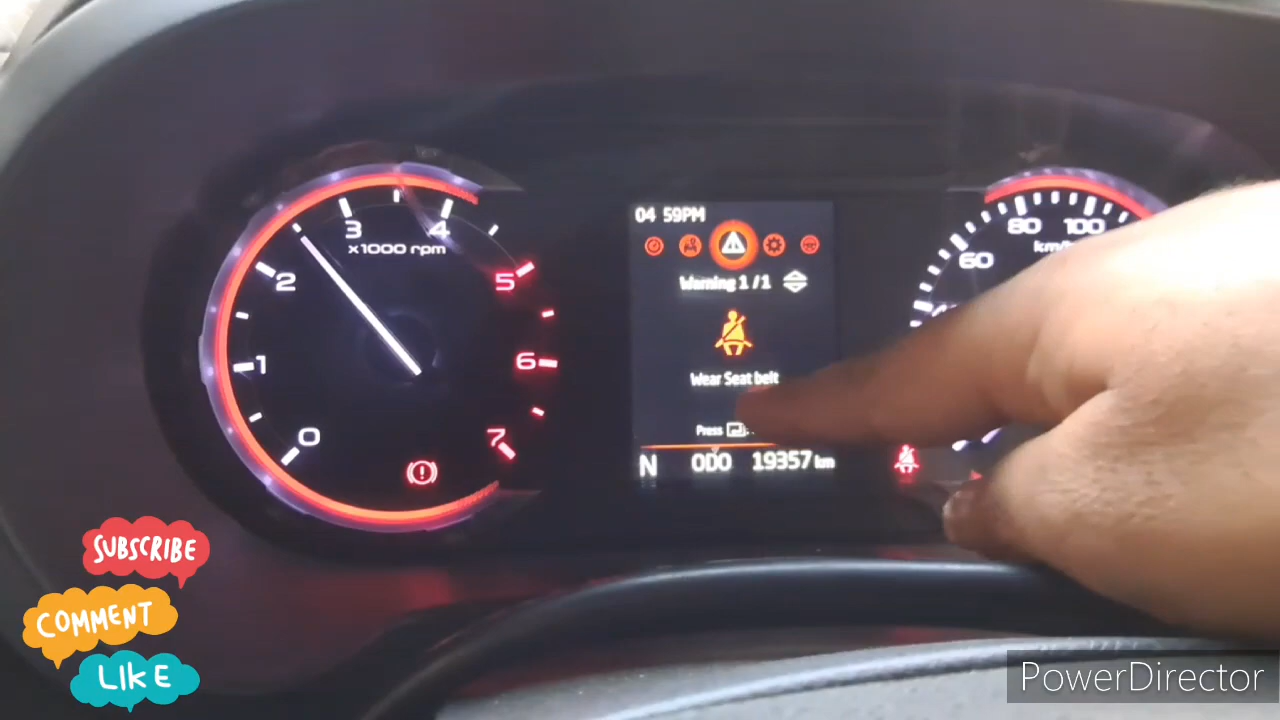 04 59PM
Warning 1/1
Wear Seat belt
Press
N ODO 19357 km
0
1
2
3
4
5
6
7
x1000 rpm
60
80
100
km/
SUBSCRIBE
COMMENT
LIKE
PowerDirector